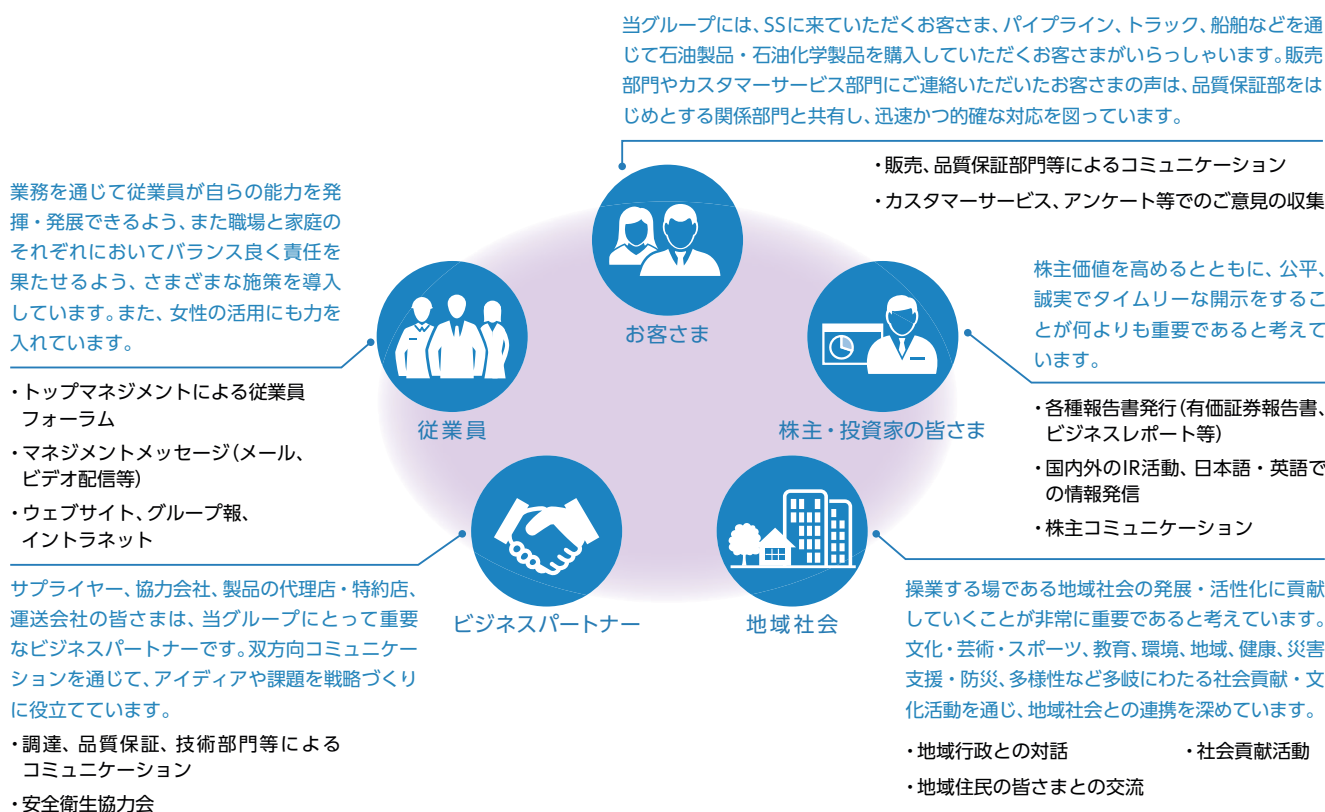 当グループには、SSに来ていただくお客さま、パイプライン、トラック、船舶などを通
じて石油製品・石油化学製品を購入していただくお客さまがいらっしゃいます。販売
部門やカスタマーサービス部門にご連絡いただいたお客さまの声は、品質保証部をは
じめとする関係部門と共有し、迅速かつ的確な対応を図っています。
・販売、品質保証部門等によるコミュニケーション
・カスタマーサービス、アンケート等でのご意見の収集
お客さま
業務を通じて従業員が自らの能力を発
揮・発展できるよう、また職場と家庭の
それぞれにおいてバランス良く責任を
果たせるよう、さまざまな施策を導入
しています。また、女性の活用にも力を
入れています。
・トップマネジメントによる従業員
フォーラム
・マネジメントメッセージ(メール、
ビデオ配信等)
・ウェブサイト、グループ報、
イントラネット
従業員
株主価値を高めるとともに、公平、
誠実でタイムリーな開示をするこ
とが何よりも重要であると考えて
います。
・各種報告書発行(有価証券報告書、
ビジネスレポート等)
・国内外のIR活動、日本語・英語で
の情報発信
・株主コミュニケーション
株主・投資家の皆さま
サプライヤー、協力会社、製品の代理店・特約店、
運送会社の皆さまは、当グループにとって重要
なビジネスパートナーです。双方向コミュニケー
ションを通じて、アイディアや課題を戦略づくり
に役立てています。
・調達、品質保証、技術部門等による
コミュニケーション
・安全衛生協力会
ビジネスパートナー
地域社会
操業する場である地域社会の発展・活性化に貢献
していくことが非常に重要であると考えています。
文化・芸術・スポーツ、教育、環境、地域、健康、災害
支援・防災、多様性など多岐にわたる社会貢献・文
化活動を通じ、地域社会との連携を深めています。
・地域行政との対話 ・社会貢献活動
・地域住民の皆さまとの交流